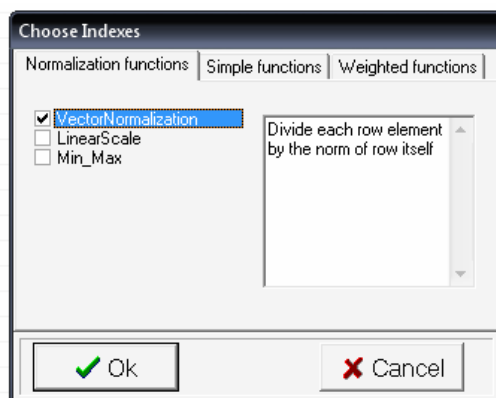 Choose Indexes
Normalization functions Simple functions Weighted functions
VectorNormalization
LinearScale
Min_Max
Divide each row element
by the norm of row itself
Ok Cancel